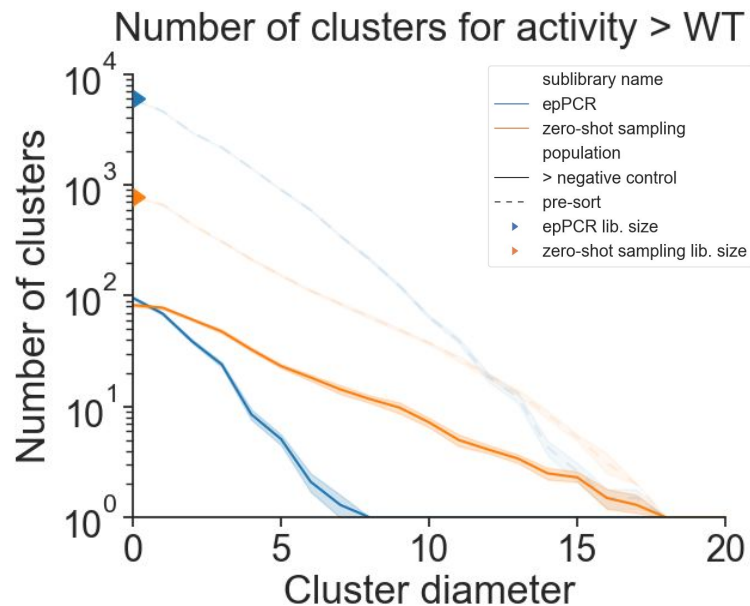 Number of clusters for activity > WT
sublibrary name
epPCR
zero-shot sampling
population
> negative control
pre-sort
epPCR lib. size
zero-shot sampling lib. size
Number of clusters
10^4
10^3
10^2
10^1
10^0
0 5 10 15 20
Cluster diameter